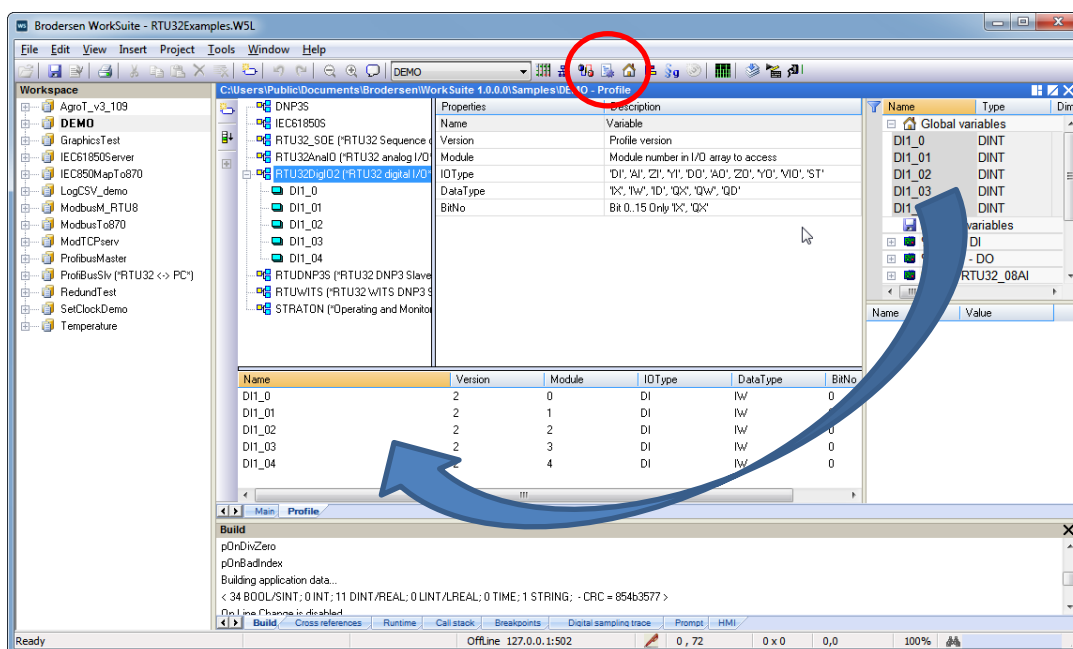 Brodersen WorkSuite - RTU32Examples.W5L
File Edit View Insert Project Tools Window Help
DEMO
Workspace
AgroT_v3_109
DEMO
GraphicsTest
IEC61850Server
IEC850MapTo870
LogCSV_demo
ModbusM_RTU8
ModbusTo870
ModTCPserv
ProfibusMaster
ProfiBusSlv (*RTU32 <-> PC*)
RedundTest
SetClockDemo
Temperature
C:\Users\Public\Documents\Brodersen\WorkSuite 1.0.0.0\Samples\DEMO - Profile
DNP3S
IEC61850S
RTU32_SOE (*RTU32 Sequence
RTU32AnalO (*RTU32 analog I/O*
RTU32DigIO2 (*RTU32 digital I/O*
DI1_0
DI1_01
DI1_02
DI1_03
DI1_04
RTUDNP3S (*RTU32 DNP3 Slave
RTUWITS (*RTU32 WITS DNP3 S
STRATON (*Operating and Monitor
Properties Description
Name Variable
Version Profile version
Module Module number in I/O array to access
IOType 'DI', 'AI', 'ZI', 'YI', 'DO', 'AO', 'ZO', 'YO', 'VIO', 'ST'
DataType 'IX', 'IW', 'ID', 'QX', 'QW', 'QD'
BitNo Bit 0..15 Only 'IX', 'QX'
Name Type Dim
Global variables
DI1_0 DINT
DI1_01 DINT
DI1_02 DINT
DI1_03 DINT
DI1_ DINT
variables
DI
- DO
RTU32_08AI
Name Value
Name Version Module IOType DataType BitNo
DI1_0 2 0 DI IW 0
DI1_01 2 1 DI IW 0
DI1_02 2 2 DI IW 0
DI1_03 2 3 DI IW 0
DI1_04 2 4 DI IW 0
Main Profile
Build
pOnDivZero
pOnBadIndex
Building application data...
< 34 BOOL/SINT; 0 INT; 11 DINT/REAL; 0 LINT/LREAL; 0 TIME; 1 STRING; - CRC = 854b3577 >
On Line Change is disabled
Build Cross references Runtime Call stack Breakpoints Digital sampling trace Prompt HMI
Ready OffLine 127.0.0.1:502 0 , 72 0 x 0 0,0 100%